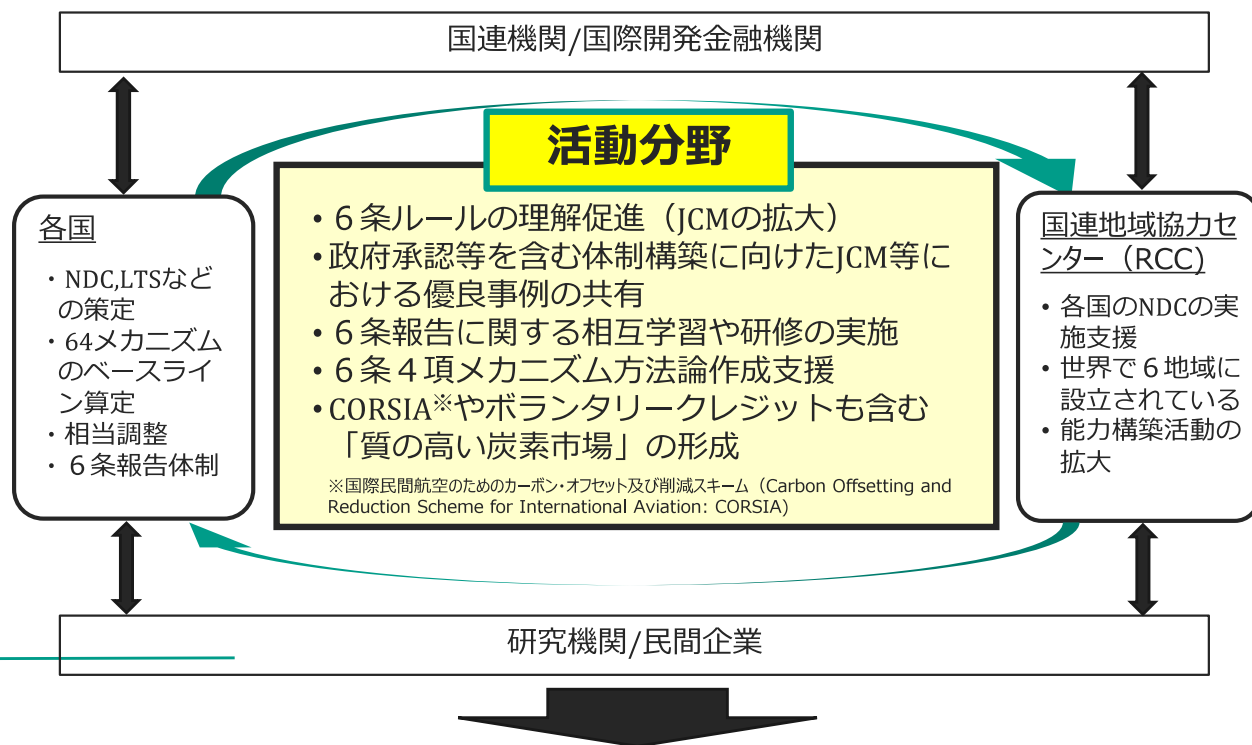 国連機関/国際開発金融機関
活動分野
各国
・NDC,LTSなど
の策定
・64メカニズム
のベースライ
ン算定
・相当調整
・６条報告体制
• ６条ルールの理解促進（JCMの拡大）
• 政府承認等を含む体制構築に向けたJCM等に
おける優良事例の共有
• ６条報告に関する相互学習や研修の実施
• ６条４項メカニズム方法論作成支援
• CORSIA※やボランタリークレジットも含む
「質の高い炭素市場」の形成
※国際民間航空のためのカーボン・オフセット及び削減スキーム（Carbon Offsetting and
Reduction Scheme for International Aviation: CORSIA)
国連地域協力セ
ンター（RCC)
• 各国のNDCの実
施支援
• 世界で６地域に
設立されている
• 能力構築活動の
拡大
研究機関/民間企業